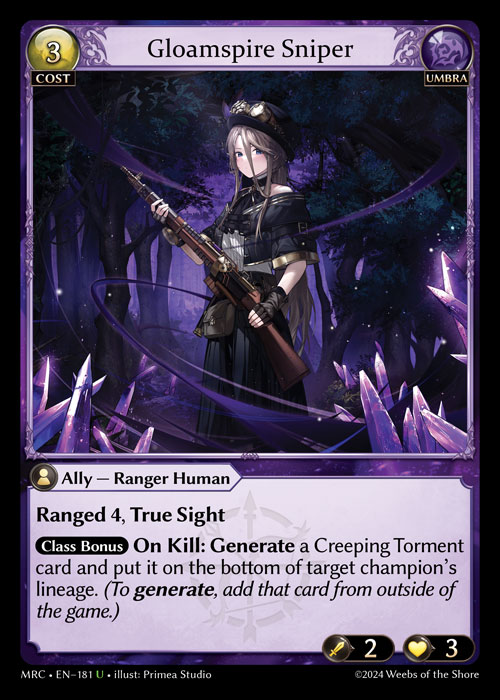 3
Gloamspire Sniper
COST
UMBRA
Ally — Ranger Human
Ranged 4, True Sight
Class Bonus On Kill: Generate a Creeping Torment
card and put it on the bottom of target champion's
lineage. (To generate, add that card from outside of
the game.)
2
3
MRC • EN-181 U • illust: Primea Studio
©2024 Weebs of the Shore